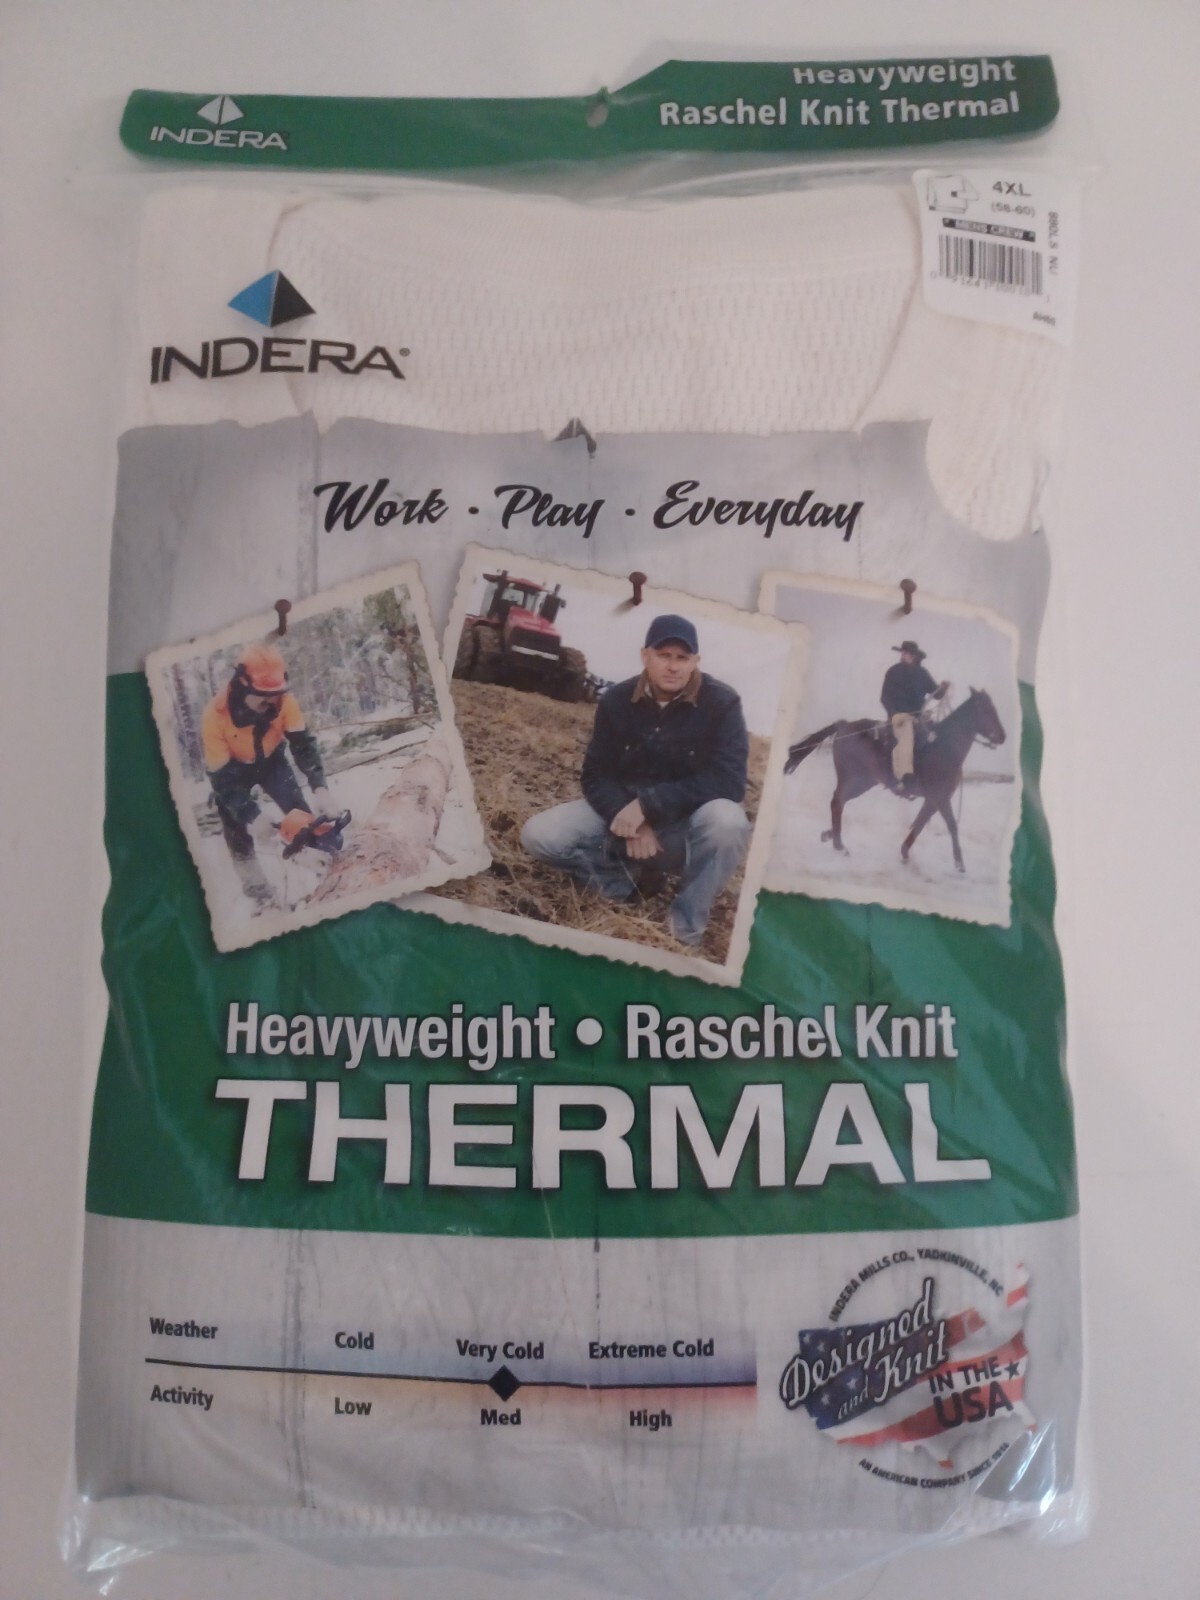 INDERA
Heavyweight
Raschel Knit Thermal
4XL
(58-60)
MENS CREW
INDERA®
Work · Play · Everyday
Heavyweight • Raschel Knit
THERMAL
Weather
Cold
Very Cold
Extreme Cold
Activity
Low
Med
High
INDERA MILLS CO., YADKINVILLE, NC
Designed
and Knit
IN THE
USA
AN AMERICAN COMPANY SINCE